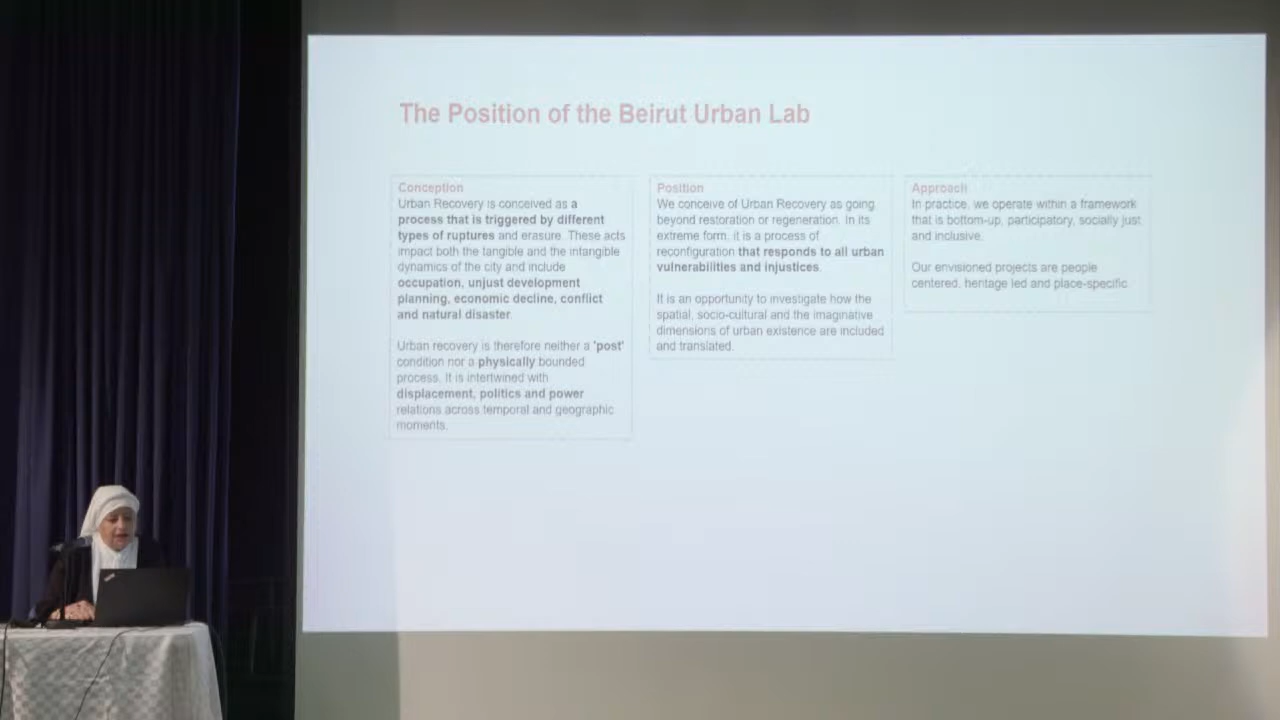 The Position of the Beirut Urban Lab
Conception
Urban Recovery is conceived as a
process that is triggered by different
types of ruptures and erasure. These acts
impact both the tangible and the intangible
dynamics of the city and include
occupation, unjust development
planning, economic decline, conflict
and natural disaster.
Urban recovery is therefore neither a 'post'
condition nor a physically bounded
process. It is intertwined with
displacement, politics and power
relations across temporal and geographic
moments.
Position
We conceive of Urban Recovery as going
beyond restoration or regeneration. In its
extreme form, it is a process of
reconfiguration that responds to all urban
vulnerabilities and injustices.
It is an opportunity to investigate how the
spatial, socio-cultural and the imaginative
dimensions of urban existence are included
and translated.
Approach
In practice, we operate within a framework
that is bottom-up, participatory, socially just
and inclusive.
Our envisioned projects are people
centered, heritage led and place-specific.